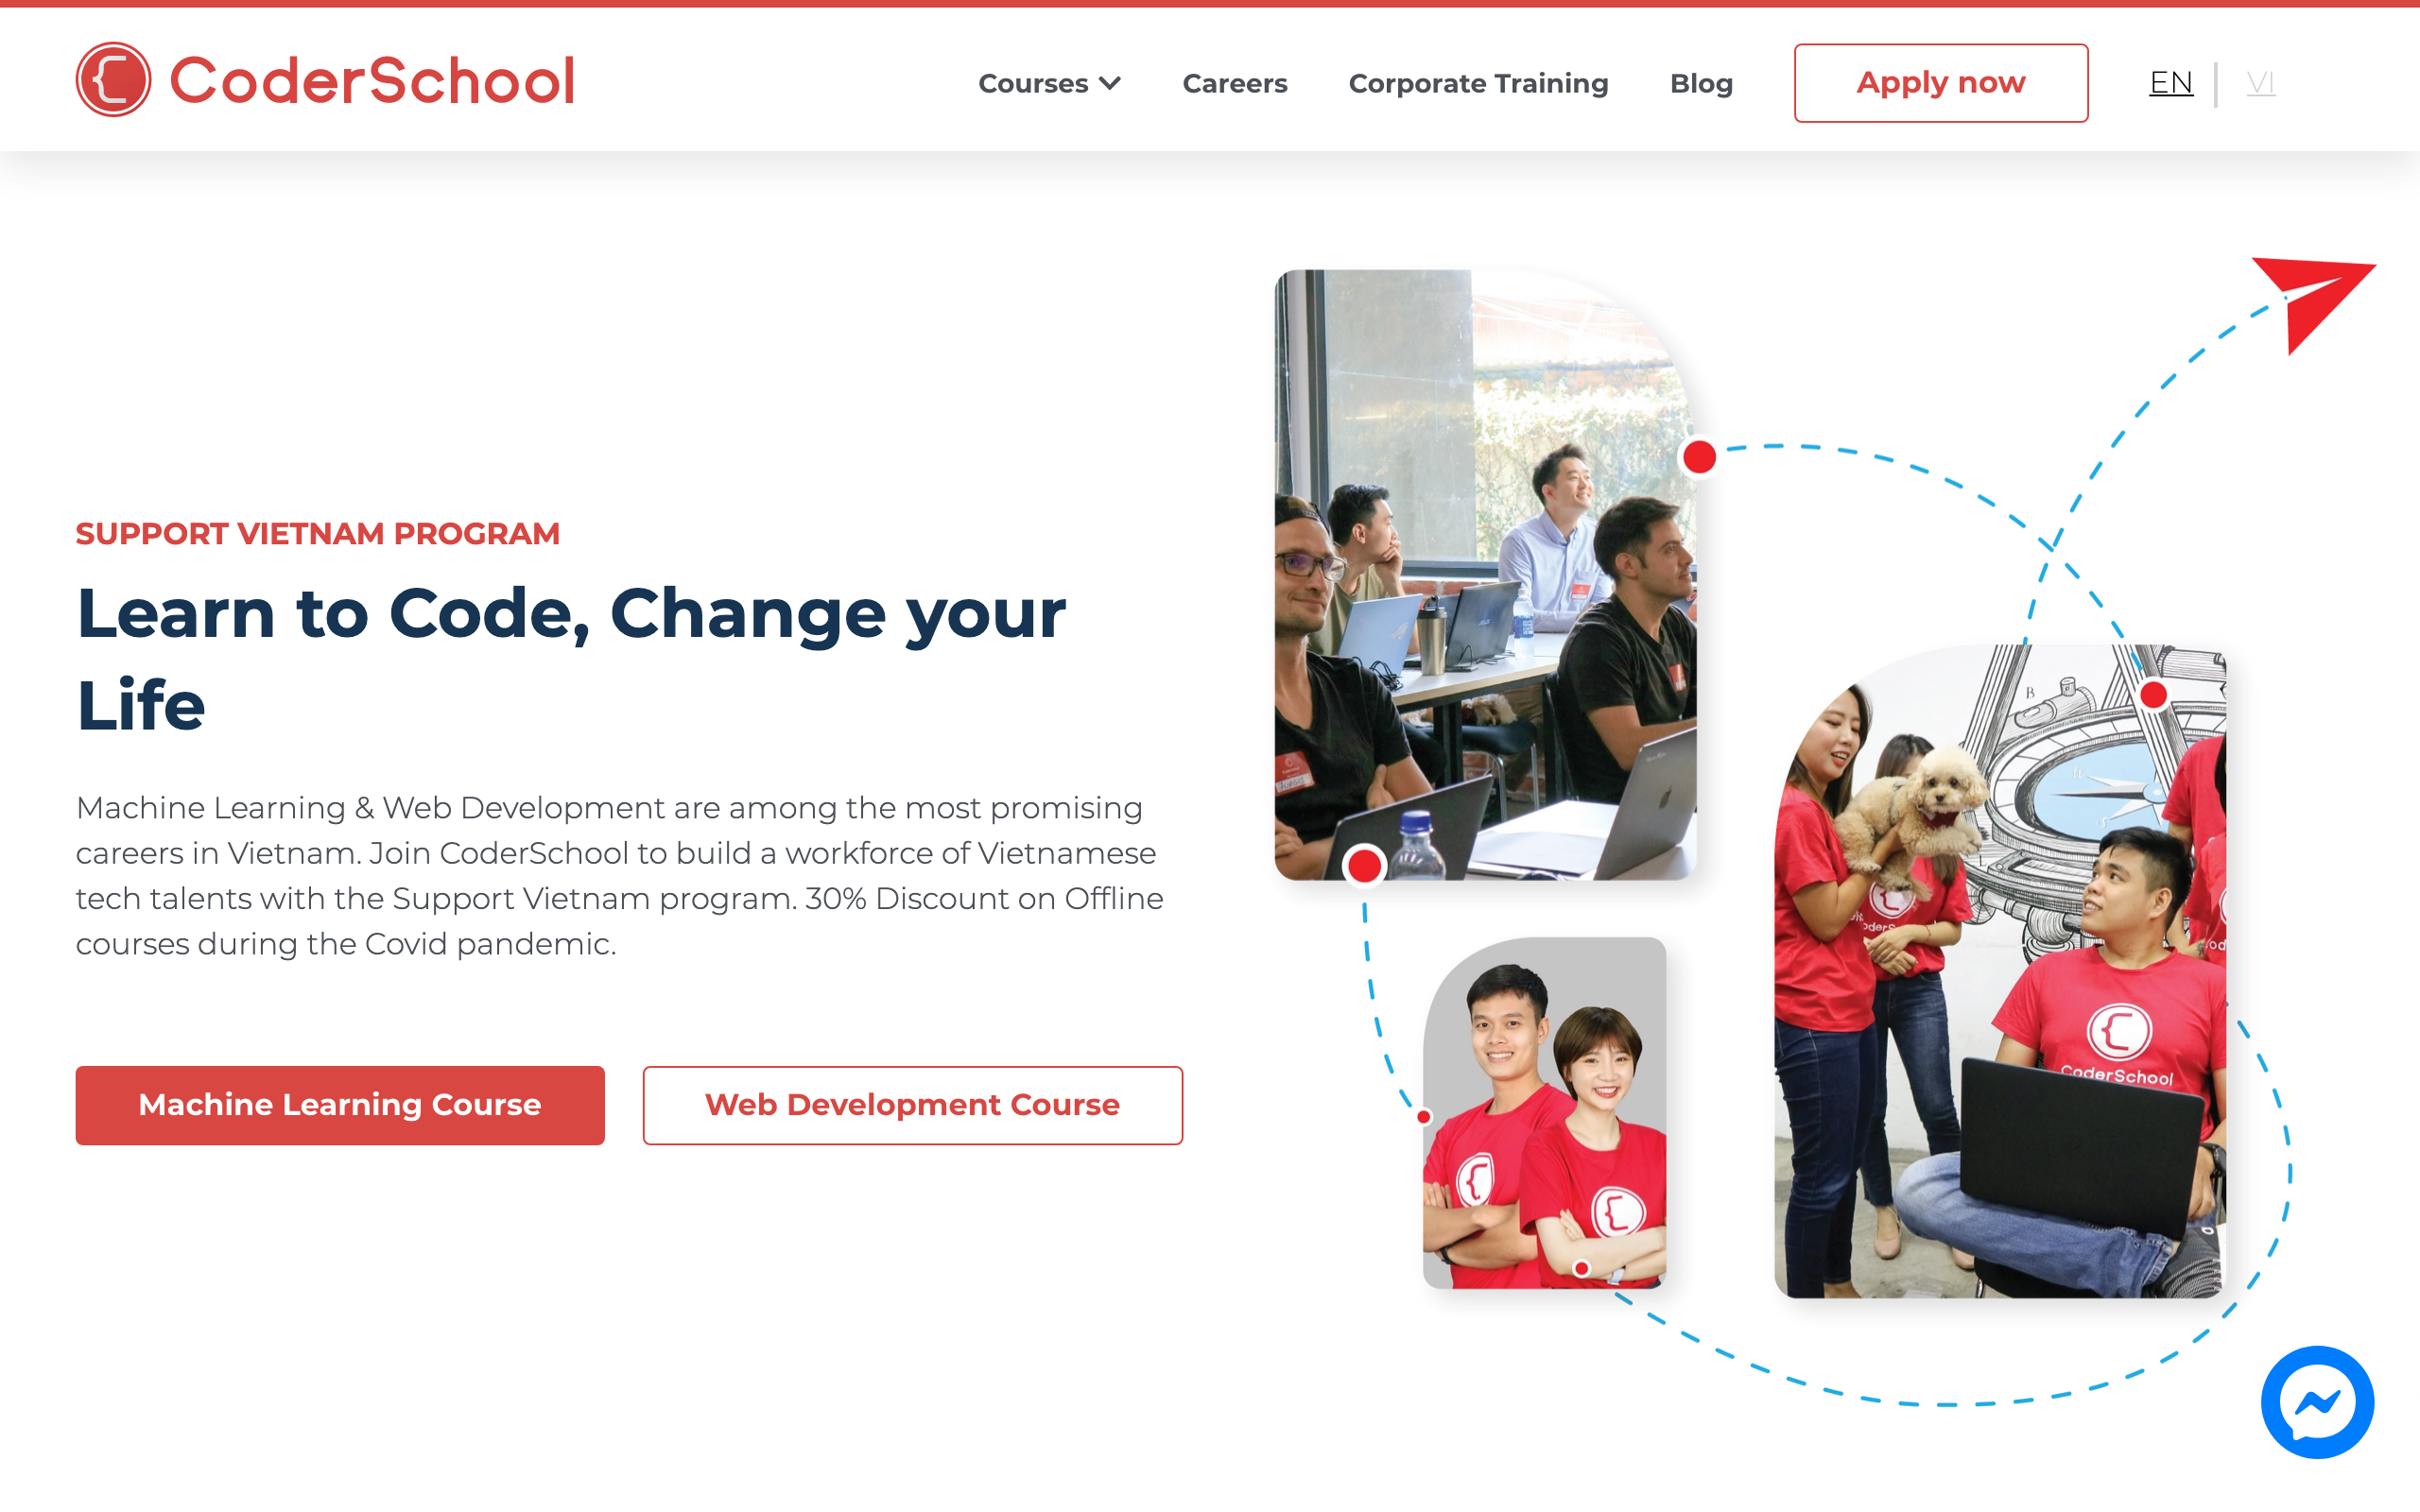 CoderSchool
Courses
Careers
Corporate Training
Blog
Apply now
EN
VI
SUPPORT VIETNAM PROGRAM
Learn to Code, Change your
Life
Machine Learning & Web Development are among the most promising
careers in Vietnam. Join CoderSchool to build a workforce of Vietnamese
tech talents with the Support Vietnam program. 30% Discount on Offline
courses during the Covid pandemic.
Machine Learning Course
Web Development Course
B
CoderSchool